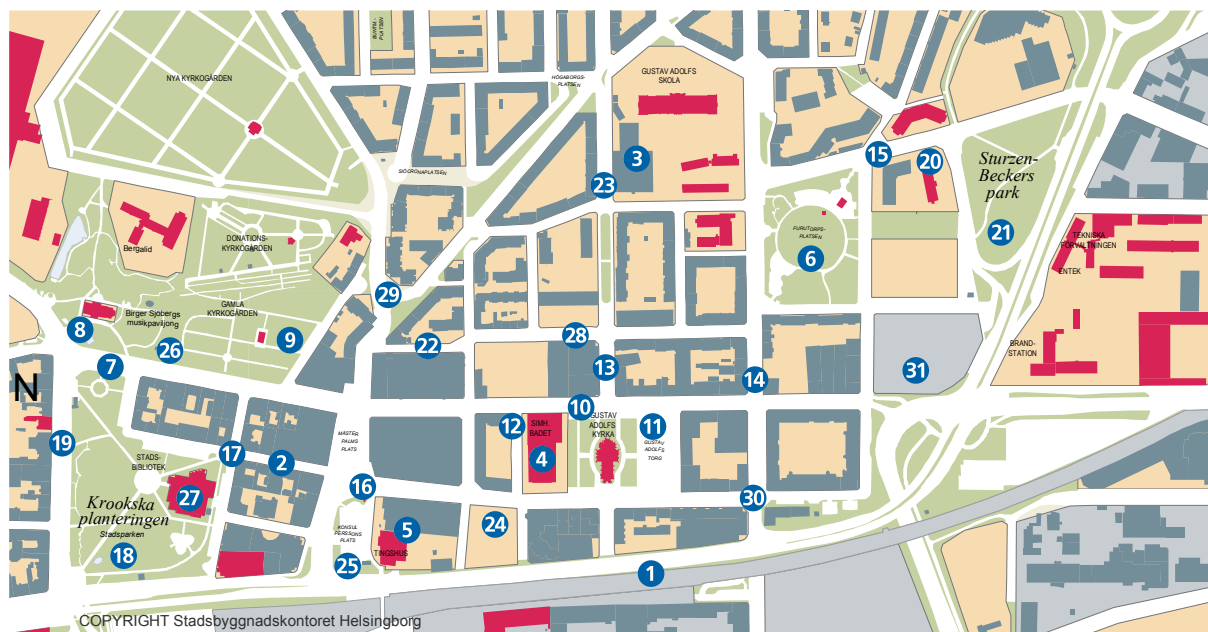 BUNTM.-
PLATSEN
NYA KYRKOGÅRDEN
HÖGABORGS-
PLATSEN
GUSTAV ADOLFS
SKOLA
3
15
20
Sturzen-
Beckers
park
SJÖCRONAPLATSEN
23
21
Bergalid
DONATIONS-
KYRKOGÅRDEN
FURUTORPS-
PLATSEN
6
TEKNISKA
FÖRVALTNINGEN
ENTEK
29
GAMLA
KYRKOGÅRDEN
Birger Sjöbergs
musikpaviljong
8
9
26
22
28
7
13
14
31
BRAND-
STATION
N
10
12
SIMH.
BADET
4
GUSTAV
ADOLFS
KYRKA
11
GUSTAV
ADOLFS
TORG
MÄSTER
PALMS
PLATS
19
17
2
STADS-
BIBLIOTEK
27
16
30
Krookska
planteringen
Stadsparken
18
KONSUL
PERSSONS
PLATS
5
TINGSHUS
24
25
1
COPYRIGHT Stadsbyggnadskontoret Helsingborg